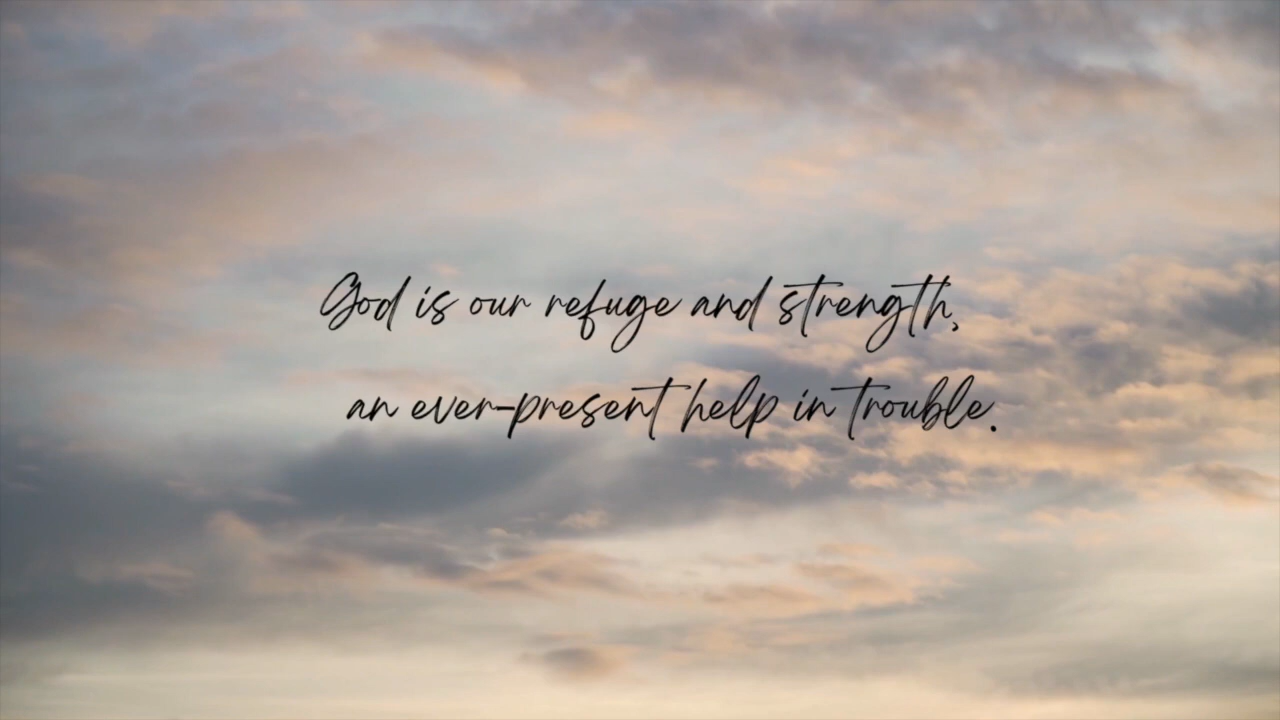 God is our refuge and strength,
an ever-present help in trouble.